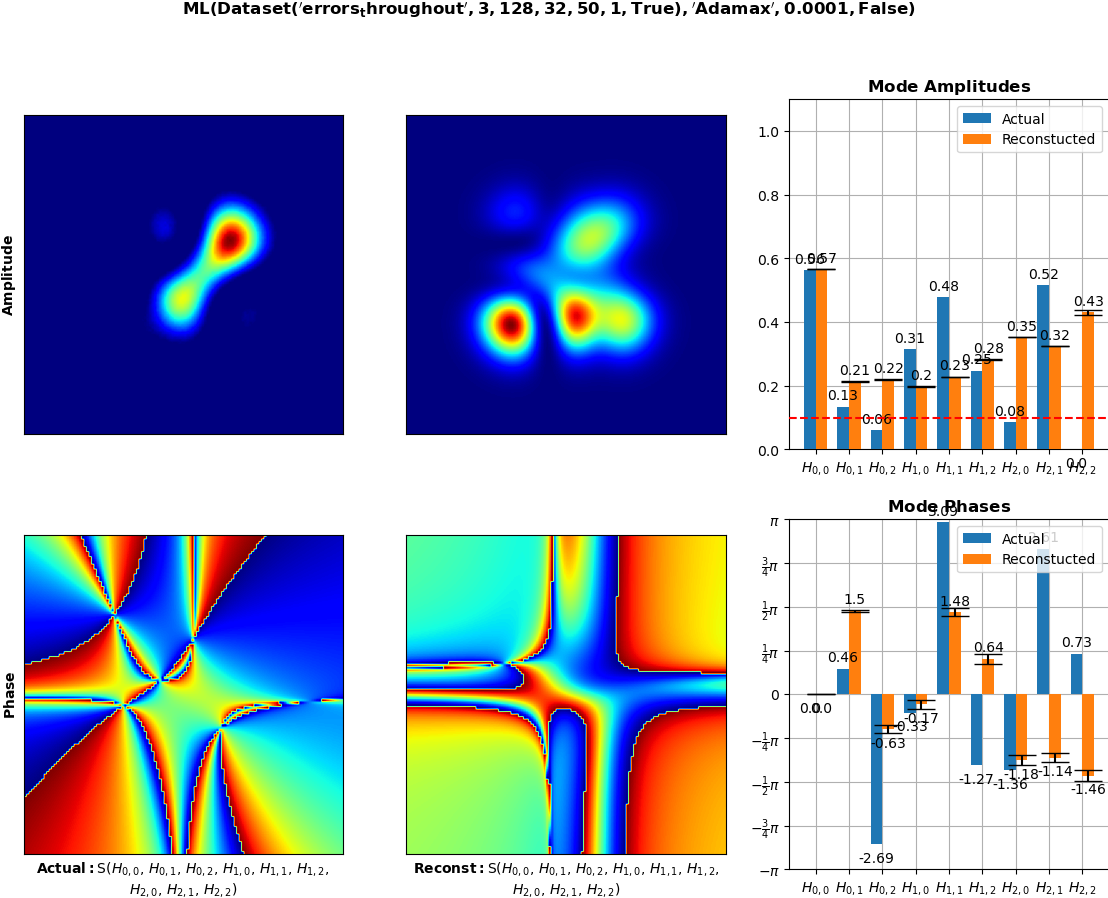 ML(Dataset('errors_throughout', 3, 128, 32, 50, 1, True), 'Adamax', 0.0001, False)
Amplitude
Mode Amplitudes
Actual
Reconstucted
1.0
0.8
0.6
0.4
0.2
0.0
0.56
0.57
0.13
0.21
0.06
0.22
0.31
0.2
0.48
0.23
0.25
0.28
0.08
0.35
0.52
0.32
0.0
0.43
H0,0 H0,1 H0,2 H1,0 H1,1 H1,2 H2,0 H2,1 H2,2
Phase
Mode Phases
Actual
Reconstucted
π
3/4π
1/2π
1/4π
0
−1/4π
−1/2π
−3/4π
−π
0.0
0.0
0.46
1.5
-2.69
-0.63
-0.33
-0.17
3.09
1.48
-1.27
0.64
-1.36
-1.18
-1.14
0.73
-1.46
H0,0 H0,1 H0,2 H1,0 H1,1 H1,2 H2,0 H2,1 H2,2
Actual: S(H0,0, H0,1, H0,2, H1,0, H1,1, H1,2,
H2,0, H2,1, H2,2)
Reconst: S(H0,0, H0,1, H0,2, H1,0, H1,1, H1,2,
H2,0, H2,1, H2,2)